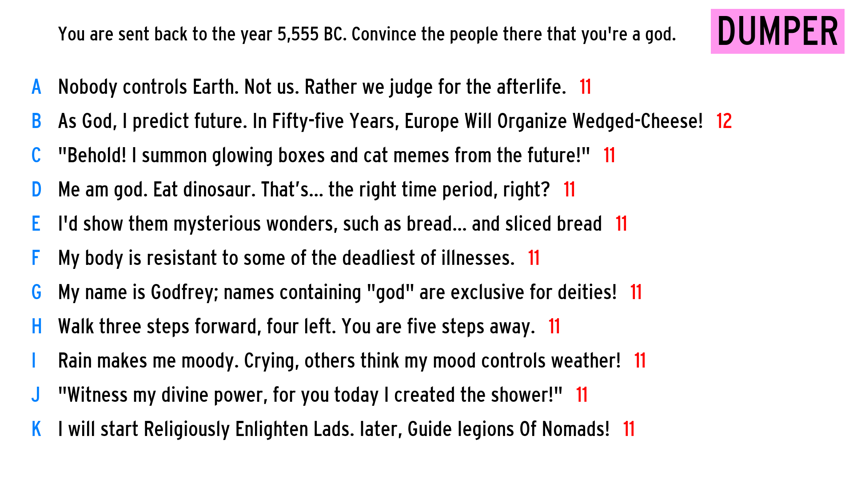 You are sent back to the year 5,555 BC. Convince the people there that you're a god.
DUMPER
A Nobody controls Earth. Not us. Rather we judge for the afterlife. 11
B As God, I predict future. In Fifty-five Years, Europe Will Organize Wedged-Cheese! 12
C "Behold! I summon glowing boxes and cat memes from the future!" 11
D Me am god. Eat dinosaur. That's... the right time period, right? 11
E I'd show them mysterious wonders, such as bread... and sliced bread 11
F My body is resistant to some of the deadliest of illnesses. 11
G My name is Godfrey; names containing "god" are exclusive for deities! 11
H Walk three steps forward, four left. You are five steps away. 11
I Rain makes me moody. Crying, others think my mood controls weather! 11
J "Witness my divine power, for you today I created the shower!" 11
K I will start Religiously Enlighten Lads. later, Guide legions Of Nomads! 11